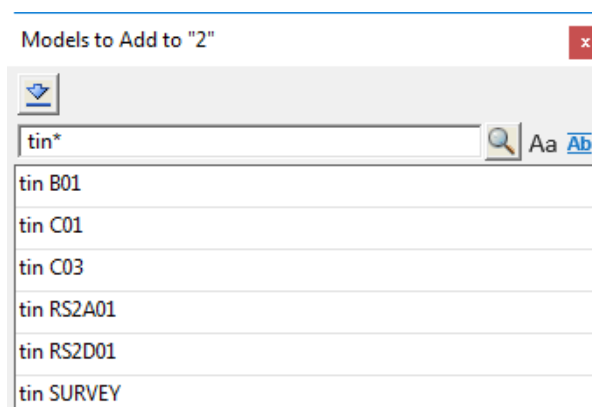 Models to Add to "2"
x
tin*
Aa Ab
tin B01
tin C01
tin C03
tin RS2A01
tin RS2D01
tin SURVEY